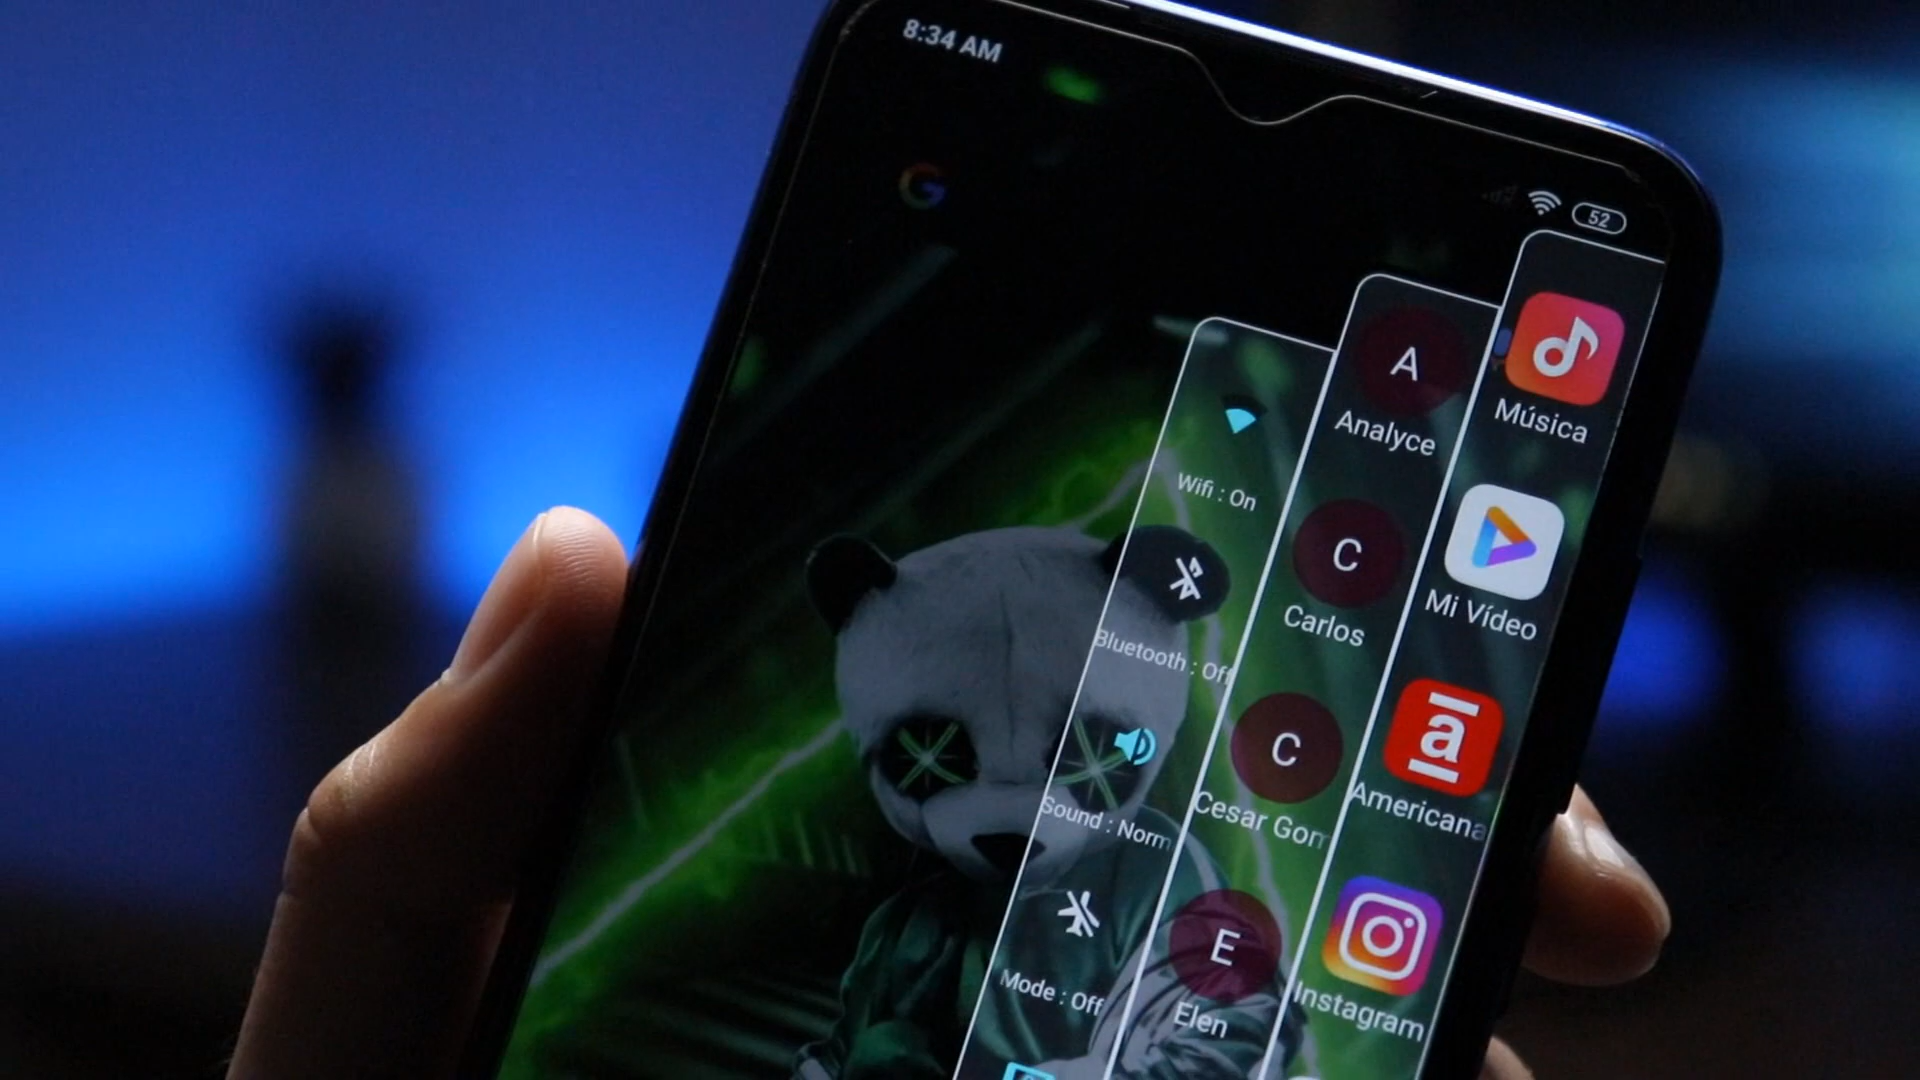 8:34 AM
G
52
Wifi : On
Bluetooth : Off
Sound : Norm
Mode : Off
A
Analyce
C
Carlos
C
Cesar Gom
E
Elen
Música
Mi Vídeo
a
Americana
Instagram